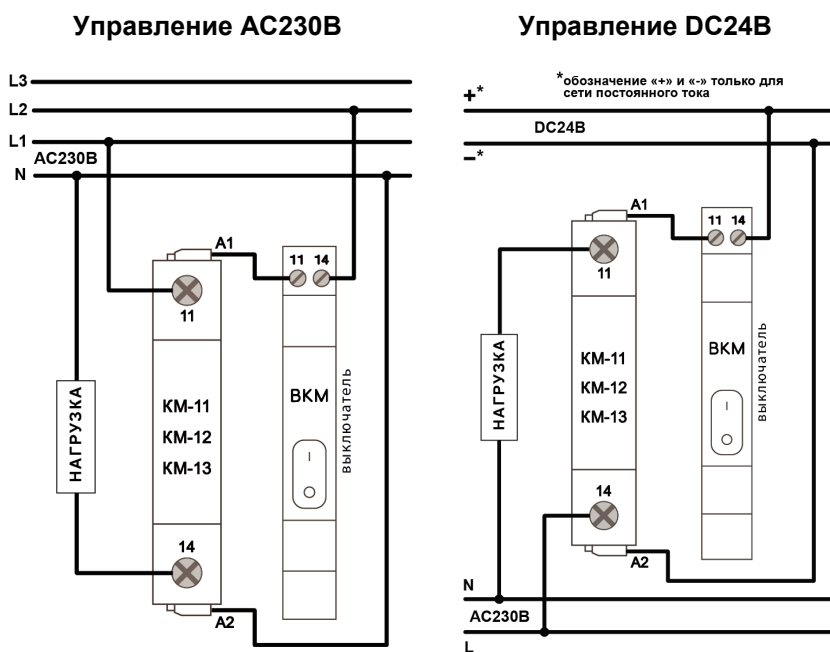 Управление AC230В
L3
L2
L1
AC230В
N
A1
11 14
11
КМ-11
КМ-12
КМ-13
НАГРУЗКА
ВКМ
выключатель
I
O
14
A2
Управление DC24В
*обозначение «+» и «-» только для
сети постоянного тока
+*
DC24В
–*
A1
11 14
11
КМ-11
КМ-12
КМ-13
НАГРУЗКА
ВКМ
выключатель
I
O
14
A2
N
AC230В
L